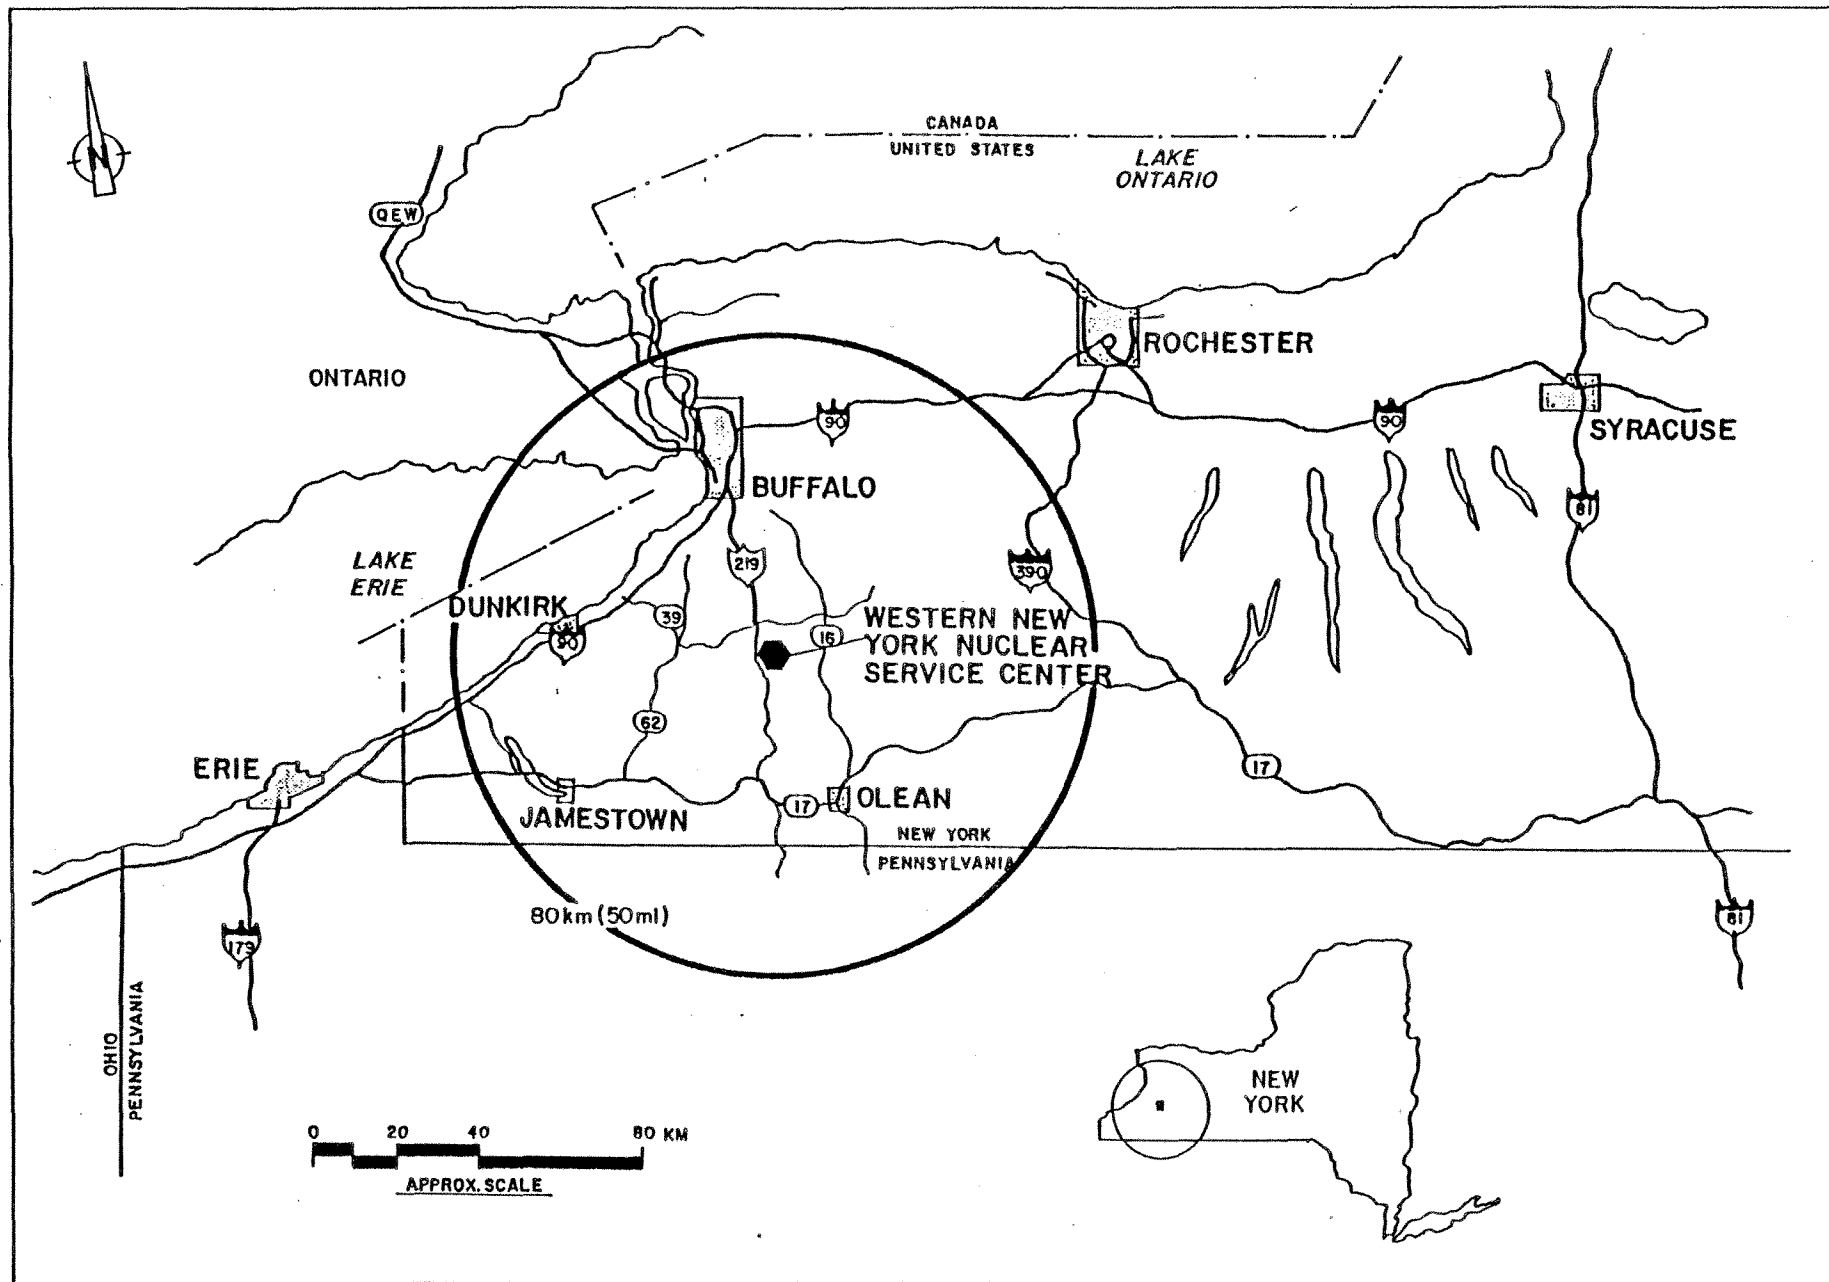 N
CANADA
UNITED STATES
LAKE
ONTARIO
QEW
ROCHESTER
ONTARIO
90
90
SYRACUSE
BUFFALO
81
LAKE
ERIE
219
390
DUNKIRK
39
90
16
WESTERN NEW
YORK NUCLEAR
SERVICE CENTER
62
ERIE
17
JAMESTOWN
17
OLEAN
NEW YORK
PENNSYLVANIA
80km (50mi)
179
81
OHIO
PENNSYLVANIA
NEW
YORK
0 20 40 80 KM
APPROX. SCALE